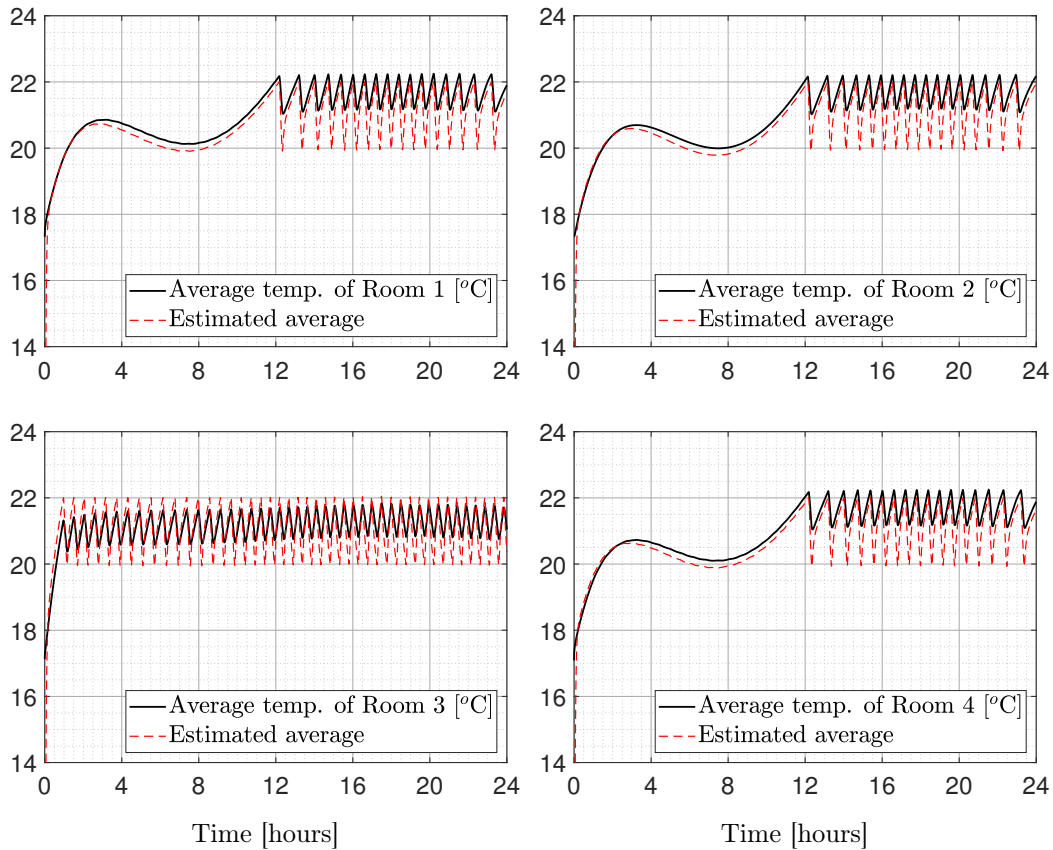 24
22
20
18
16
14
0 4 8 12 16 20 24
Average temp. of Room 1 [°C]
Estimated average
24
22
20
18
16
14
0 4 8 12 16 20 24
Average temp. of Room 2 [°C]
Estimated average
24
22
20
18
16
14
0 4 8 12 16 20 24
Average temp. of Room 3 [°C]
Estimated average
Time [hours]
24
22
20
18
16
14
0 4 8 12 16 20 24
Average temp. of Room 4 [°C]
Estimated average
Time [hours]